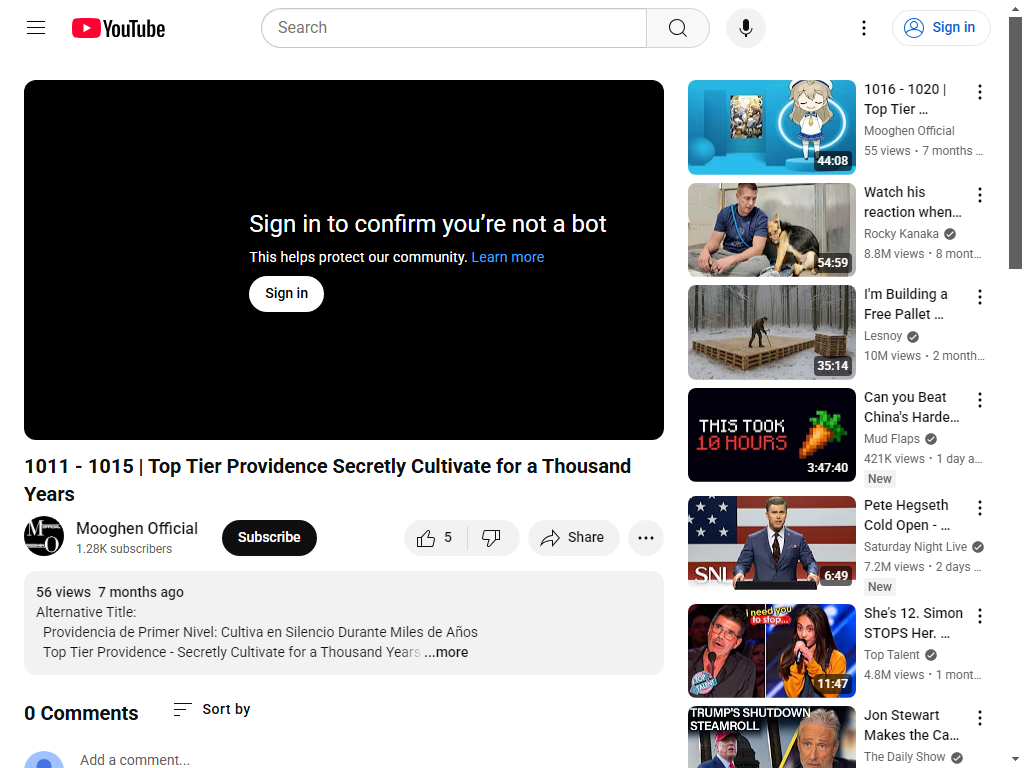 YouTube
Search
Sign in
Sign in to confirm you’re not a bot
This helps protect our community. Learn more
Sign in
1011 - 1015 | Top Tier Providence Secretly Cultivate for a Thousand
Years
Mooghen Official
1.28K subscribers
Subscribe
5
Share
56 views 7 months ago
Alternative Title:
Providencia de Primer Nivel: Cultiva en Silencio Durante Miles de Años
Top Tier Providence - Secretly Cultivate for a Thousand Years ...more
0 Comments
Sort by
Add a comment...
44:08
1016 - 1020 |
Top Tier ...
Mooghen Official
55 views • 7 months ...
54:59
Watch his
reaction when...
Rocky Kanaka
8.8M views • 8 mont...
35:14
I'm Building a
Free Pallet ...
Lesnoy
10M views • 2 month...
THIS TOOK
10 HOURS
3:47:40
Can you Beat
China's Harde...
Mud Flaps
421K views • 1 day a...
New
SNL
6:49
Pete Hegseth
Cold Open - ...
Saturday Night Live
7.2M views • 2 days ...
New
i need you
to stop...
TOP
TALENT
11:47
She's 12. Simon
STOPS Her. ...
Top Talent
4.8M views • 1 mont...
TRUMP'S SHUTDOWN
STEAMROLL
Jon Stewart
Makes the Ca...
The Daily Show